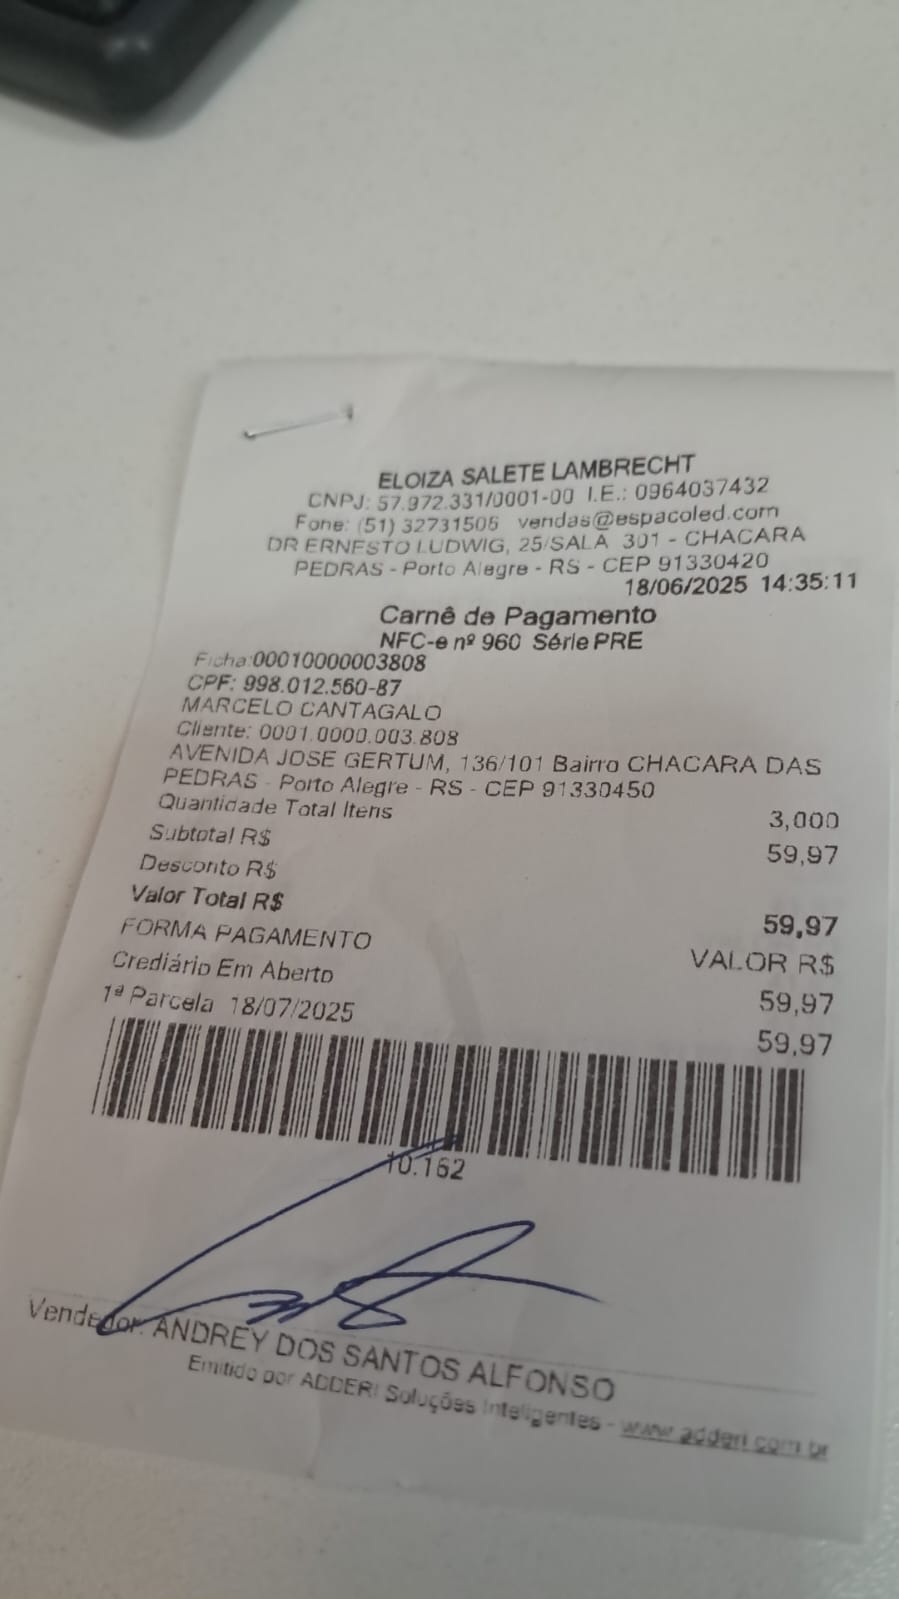 ELOIZA SALETE LAMBRECHT
CNPJ: 57.972.331/0001-00 I.E.: 0964037432
Fone: (51) 32731506 vendas@espacoled.com
DR ERNESTO LUDWIG, 25/SALA 301 - CHACARA
PEDRAS - Porto Alegre - RS - CEP 91330420
18/06/2025 14:35:11
Carnê de Pagamento
NFC-e nº 960 Série PRE
Ficha:00010000003808
CPF: 998.012.560-87
MARCELO CANTAGALO
Cliente: 0001.0000.003.808
AVENIDA JOSE GERTUM, 136/101 Bairro CHACARA DAS
PEDRAS - Porto Alegre - RS - CEP 91330450
Quantidade Total Itens 3,000
Subtotal R$ 59,97
Desconto R$
Valor Total R$ 59,97
FORMA PAGAMENTO VALOR R$
Crediário Em Aberto 59,97
1ª Parcela 18/07/2025 59,97
10.162
Vendedor: ANDREY DOS SANTOS ALFONSO
Emitido por ADDERI Soluções Inteligentes - www.adderi.com.br